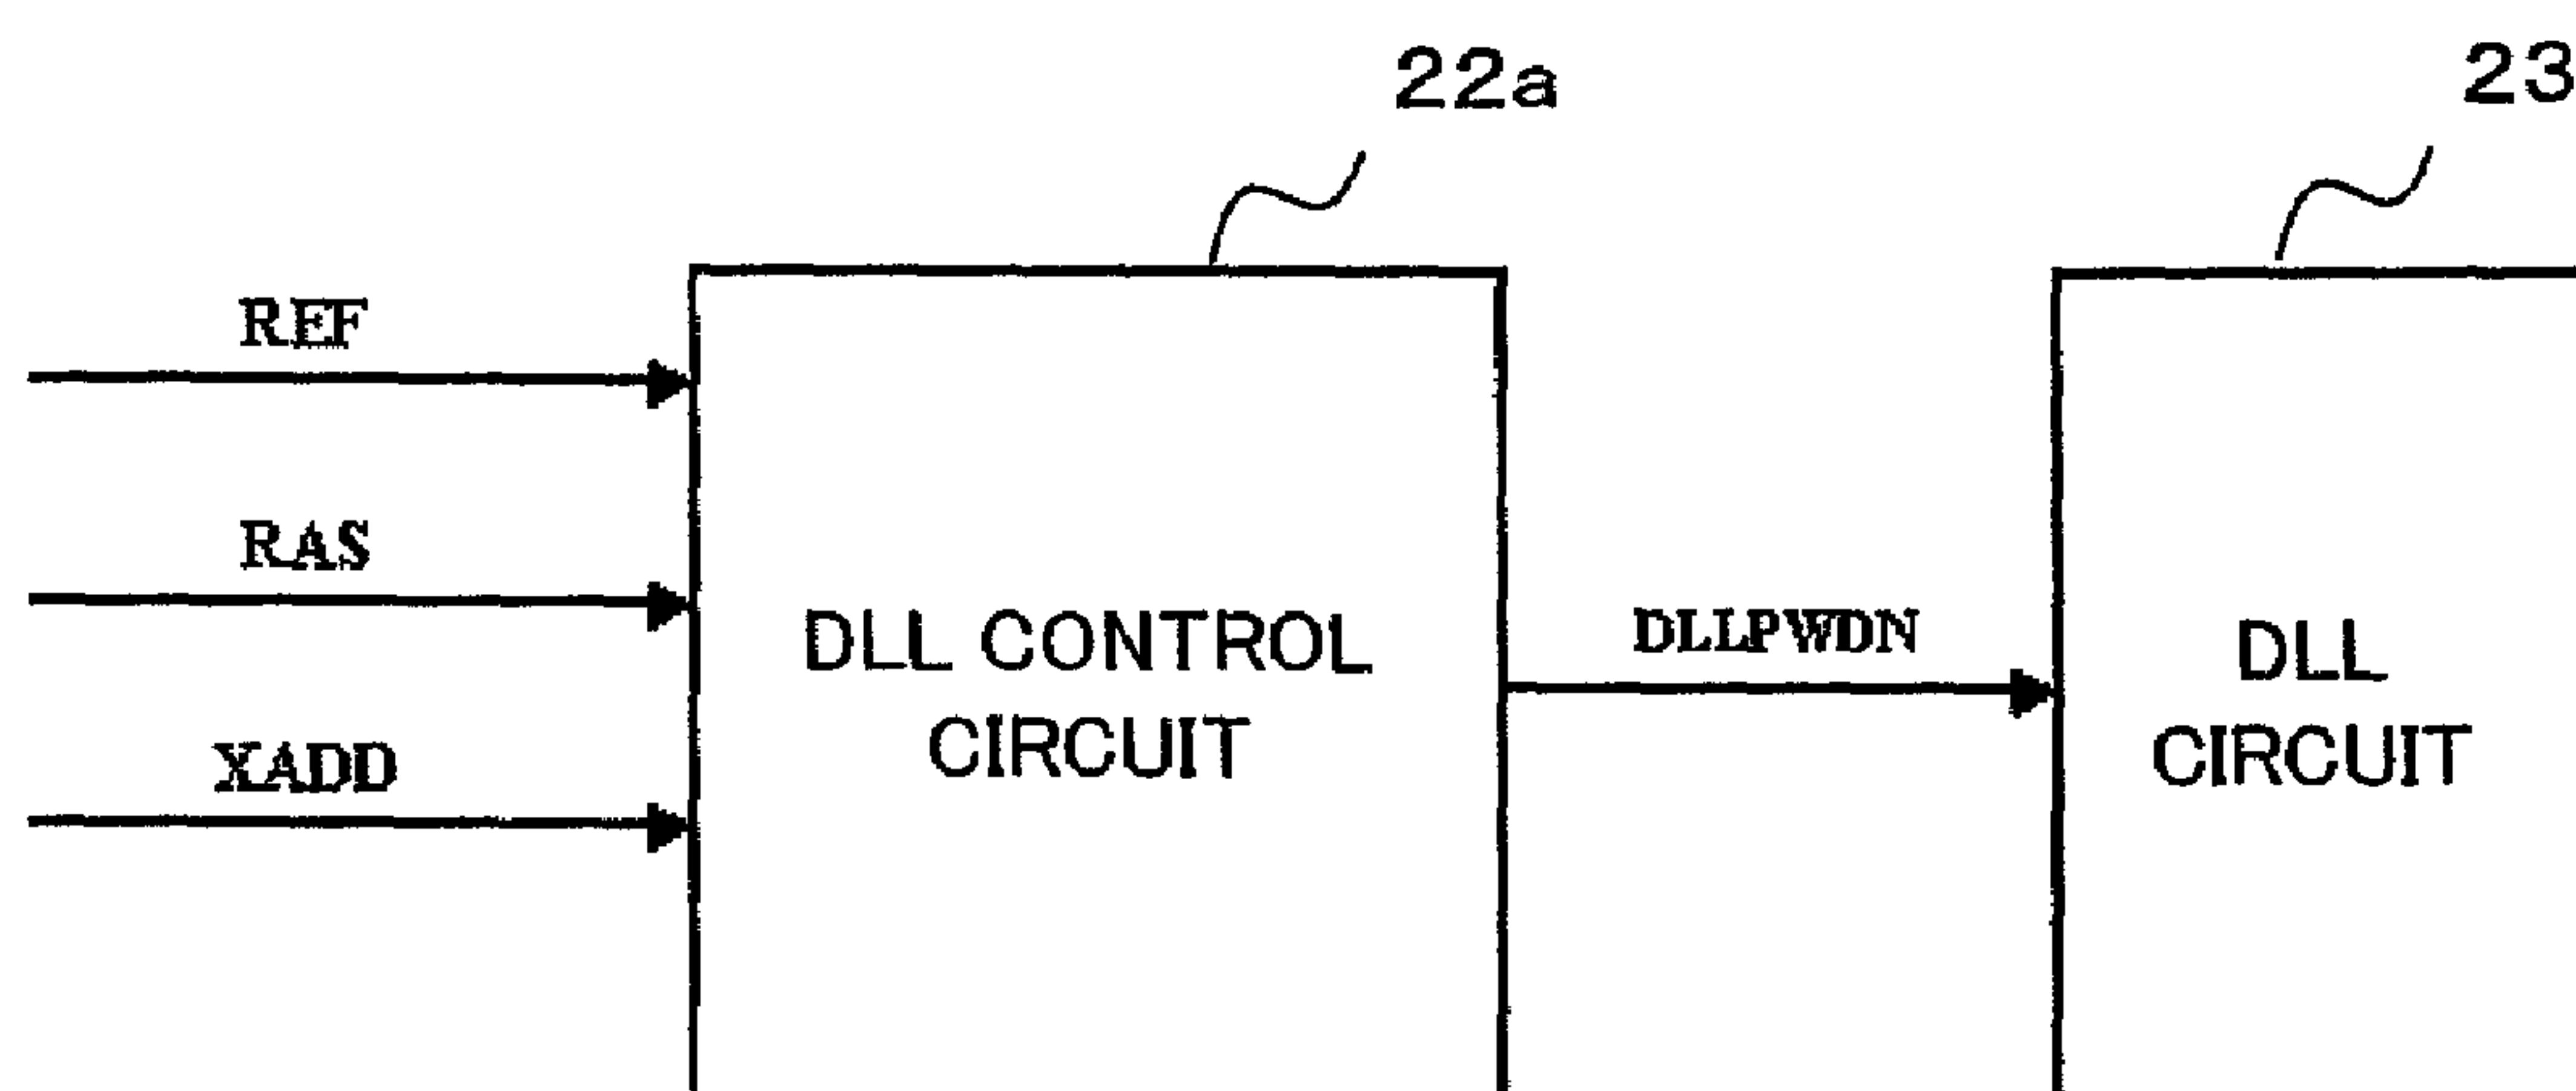 22a
23
REF
RAS
XADD
DLL CONTROL
CIRCUIT
DLLPWDN
DLL
CIRCUIT